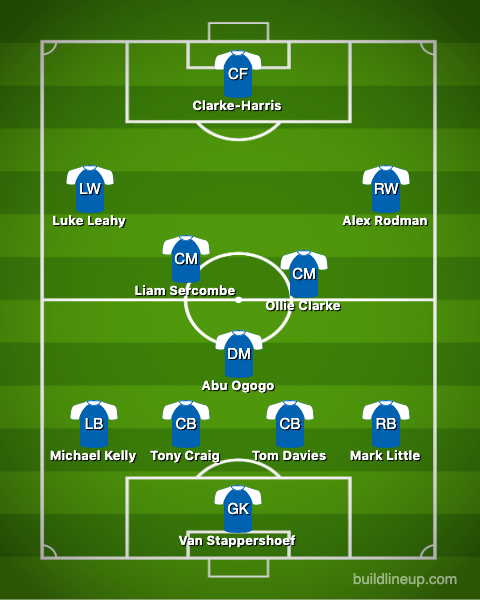 CF
Clarke-Harris
LW
RW
Luke Leahy
Alex Rodman
CM
CM
Liam Sercombe
Ollie Clarke
DM
Abu Ogogo
LB
CB
CB
RB
Michael Kelly
Tony Craig
Tom Davies
Mark Little
GK
Van Stappershoef
buildlineup.com